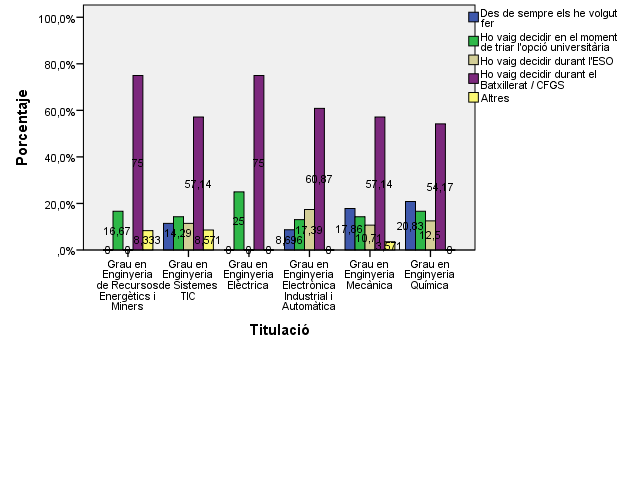 100,0%
80,0%
60,0%
40,0%
20,0%
,0%
Porcentaje
0
16,67
0
75
8,333
14,29
57,14
8,571
0
25
0
75
0
8,696
17,39
60,87
0
17,86
10,71
57,14
3,571
20,83
12,5
54,17
0
Grau en
Enginyeria
de Recursos
Energètics i
Miners
Grau en
Enginyeria
de Sistemes
TIC
Grau en
Enginyeria
Elèctrica
Grau en
Enginyeria
Electrònica
Industrial i
Automàtica
Grau en
Enginyeria
Mecànica
Grau en
Enginyeria
Química
Titulació
Des de sempre els he volgut
fer
Ho vaig decidir en el moment
de triar l'opció universitària
Ho vaig decidir durant l'ESO
Ho vaig decidir durant el
Batxillerat / CFGS
Altres